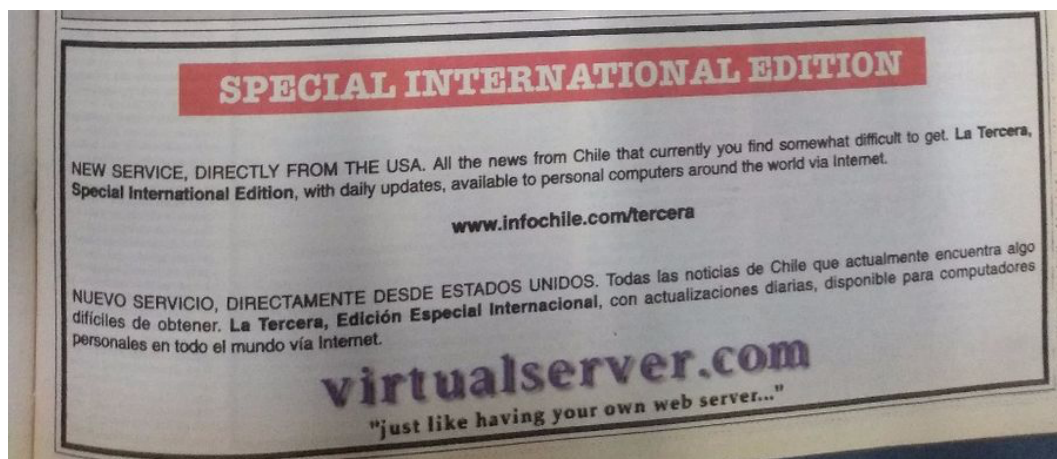 SPECIAL INTERNATIONAL EDITION
NEW SERVICE, DIRECTLY FROM THE USA. All the news from Chile that currently you find somewhat difficult to get. La Tercera,
Special International Edition, with daily updates, available to personal computers around the world via Internet.
www.infochile.com/tercera
NUEVO SERVICIO, DIRECTAMENTE DESDE ESTADOS UNIDOS. Todas las noticias de Chile que actualmente encuentra algo
difíciles de obtener. La Tercera, Edición Especial Internacional, con actualizaciones diarias, disponible para computadores
personales en todo el mundo vía Internet.
virtualserver.com
"just like having your own web server..."